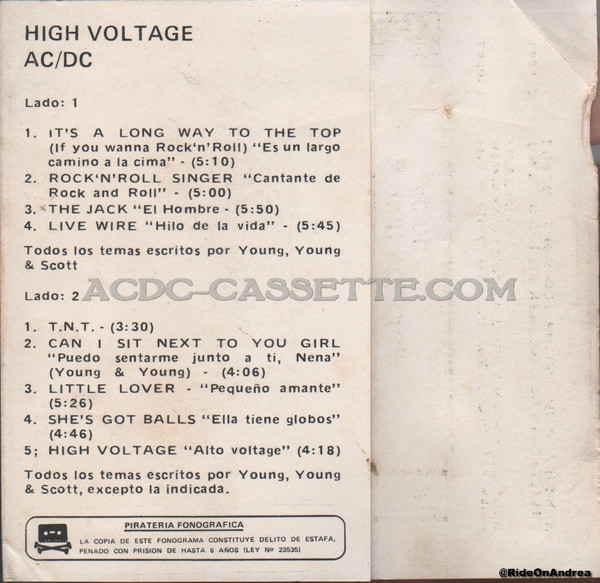 HIGH VOLTAGE
AC/DC
Lado: 1
1. IT'S A LONG WAY TO THE TOP
(If you wanna Rock'n'Roll) "Es un largo
camino a la cima" - (5:10)
2. ROCK'N'ROLL SINGER "Cantante de
Rock and Roll" - (5:00)
3. THE JACK "El Hombre - (5:50)
4. LIVE WIRE "Hilo de la vida" - (5:45)
Todos los temas escritos por Young, Young
& Scott
Lado: 2
ACDC-CASSETTE.COM
1. T.N.T. - (3:30)
2. CAN I SIT NEXT TO YOU GIRL
"Puedo sentarme junto a ti, Nena"
(Young & Young) - (4:06)
3. LITTLE LOVER - "Pequeño amante"
(5:26)
4. SHE'S GOT BALLS "Ella tiene globos"
(4:46)
5; HIGH VOLTAGE "Alto voltage" (4:18)
Todos los temas escritos por Young, Young
& Scott, excepto la indicada.
PIRATERIA FONOGRAFICA
LA COPIA DE ESTE FONOGRAMA CONSTITUYE DELITO DE ESTAFA,
PENADO CON PRISION DE HASTA 6 AÑOS (LEY Nº 23535)
@RideOnAndrea